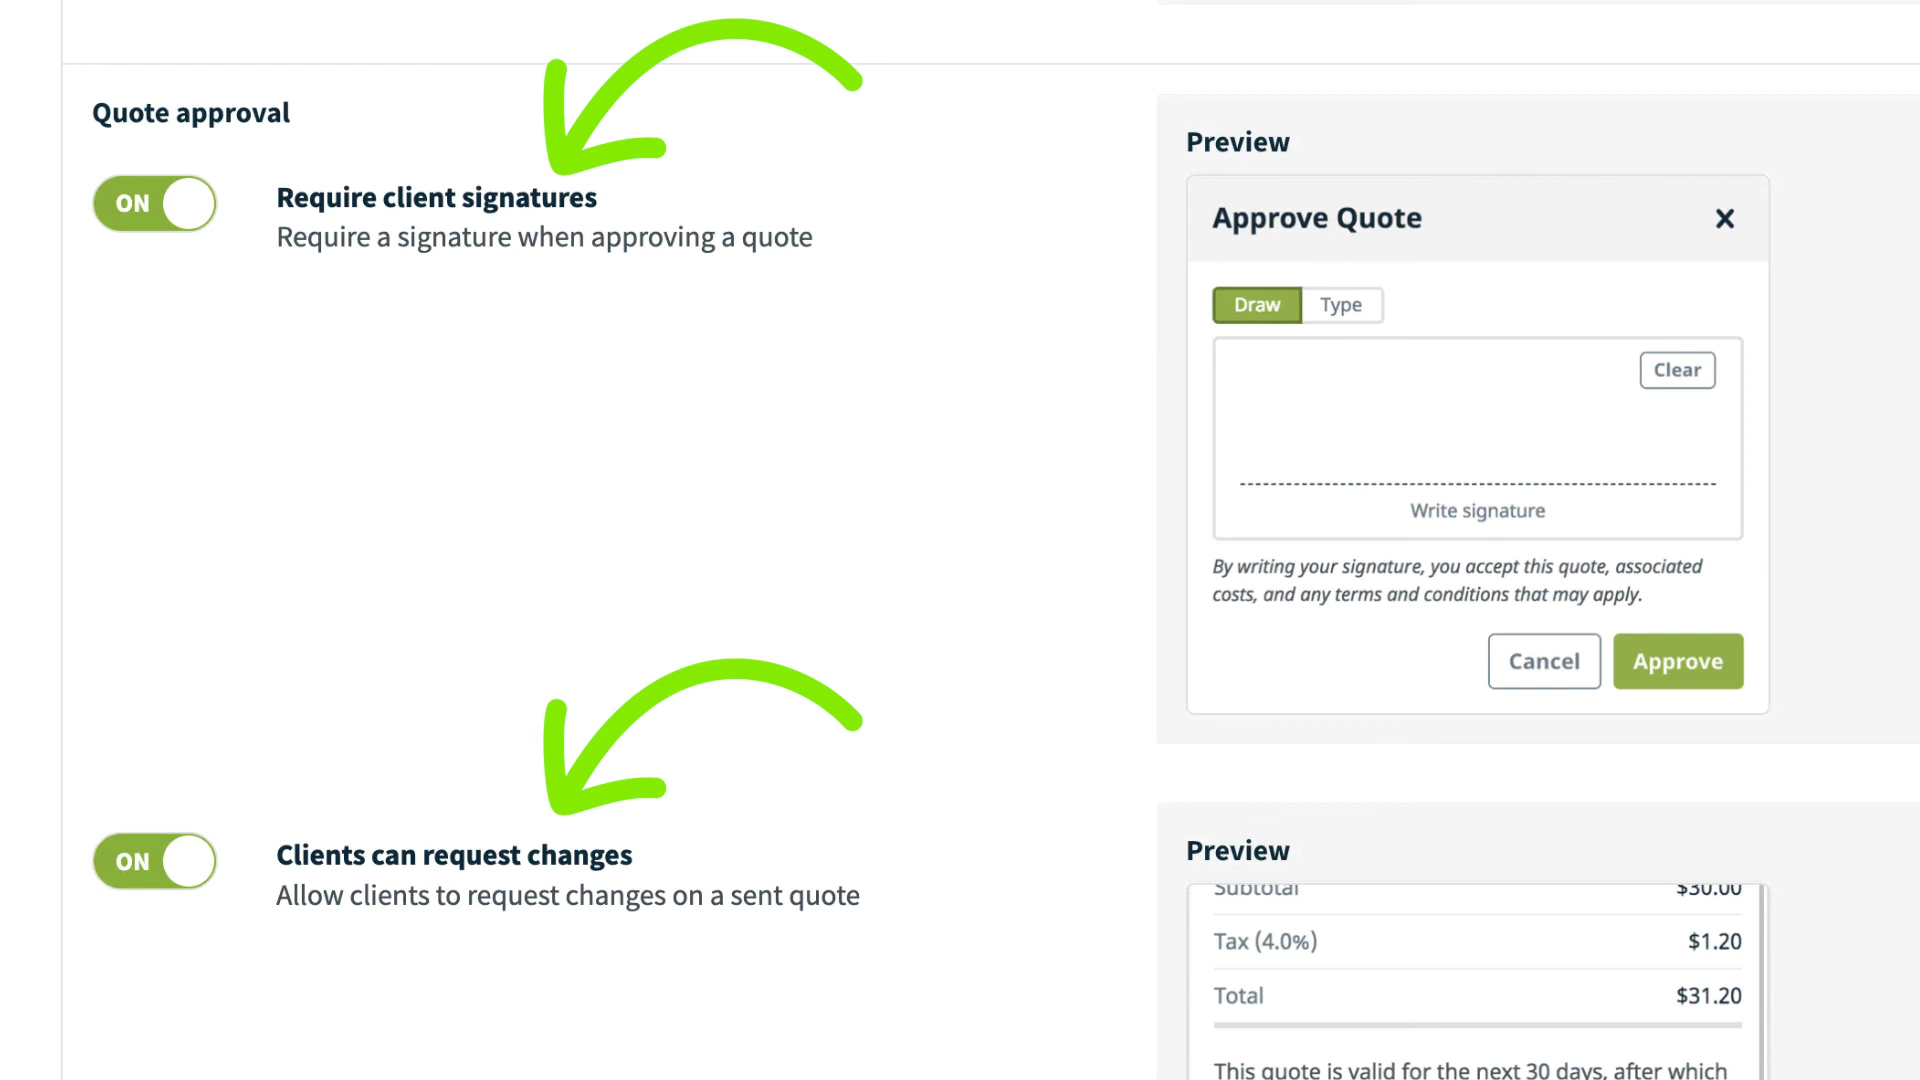 Quote approval
ON
Require client signatures
Require a signature when approving a quote
Preview
Approve Quote
Draw
Type
Clear
Write signature
By writing your signature, you accept this quote, associated
costs, and any terms and conditions that may apply.
Cancel
Approve
ON
Clients can request changes
Allow clients to request changes on a sent quote
Preview
Subtotal $30.00
Tax (4.0%) $1.20
Total $31.20
This quote is valid for the next 30 days, after which